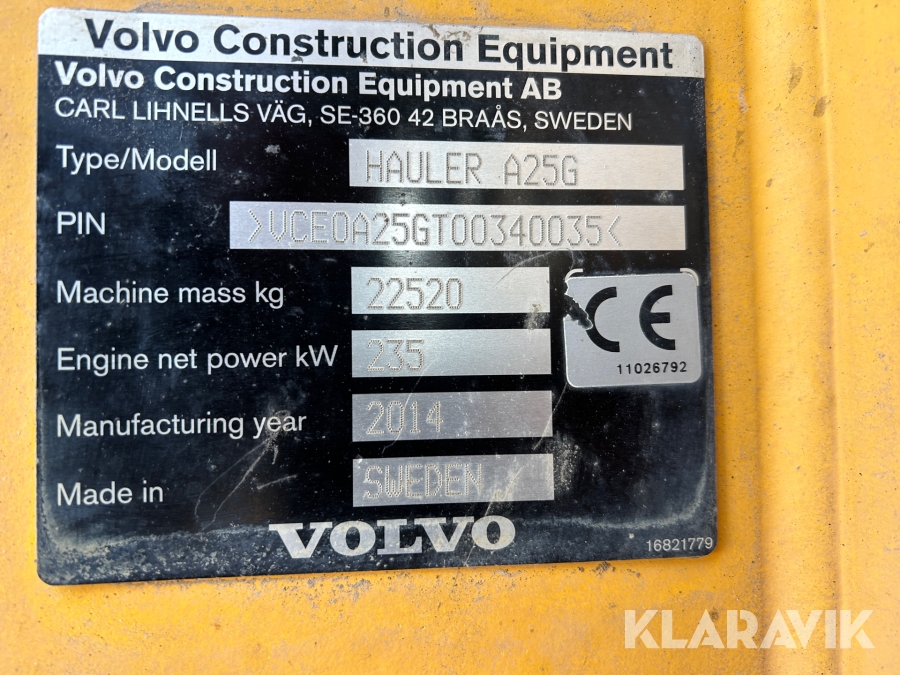 Volvo Construction Equipment
Volvo Construction Equipment AB
CARL LIHNELLS VÄG, SE-360 42 BRAÅS, SWEDEN
Type/Modell HAULER A25G
PIN >VCE0A25GT00340035<
Machine mass kg 22520
Engine net power kW 235
CE
11026792
Manufacturing year 2014
Made in SWEDEN
VOLVO
16821779
KLARAVIK